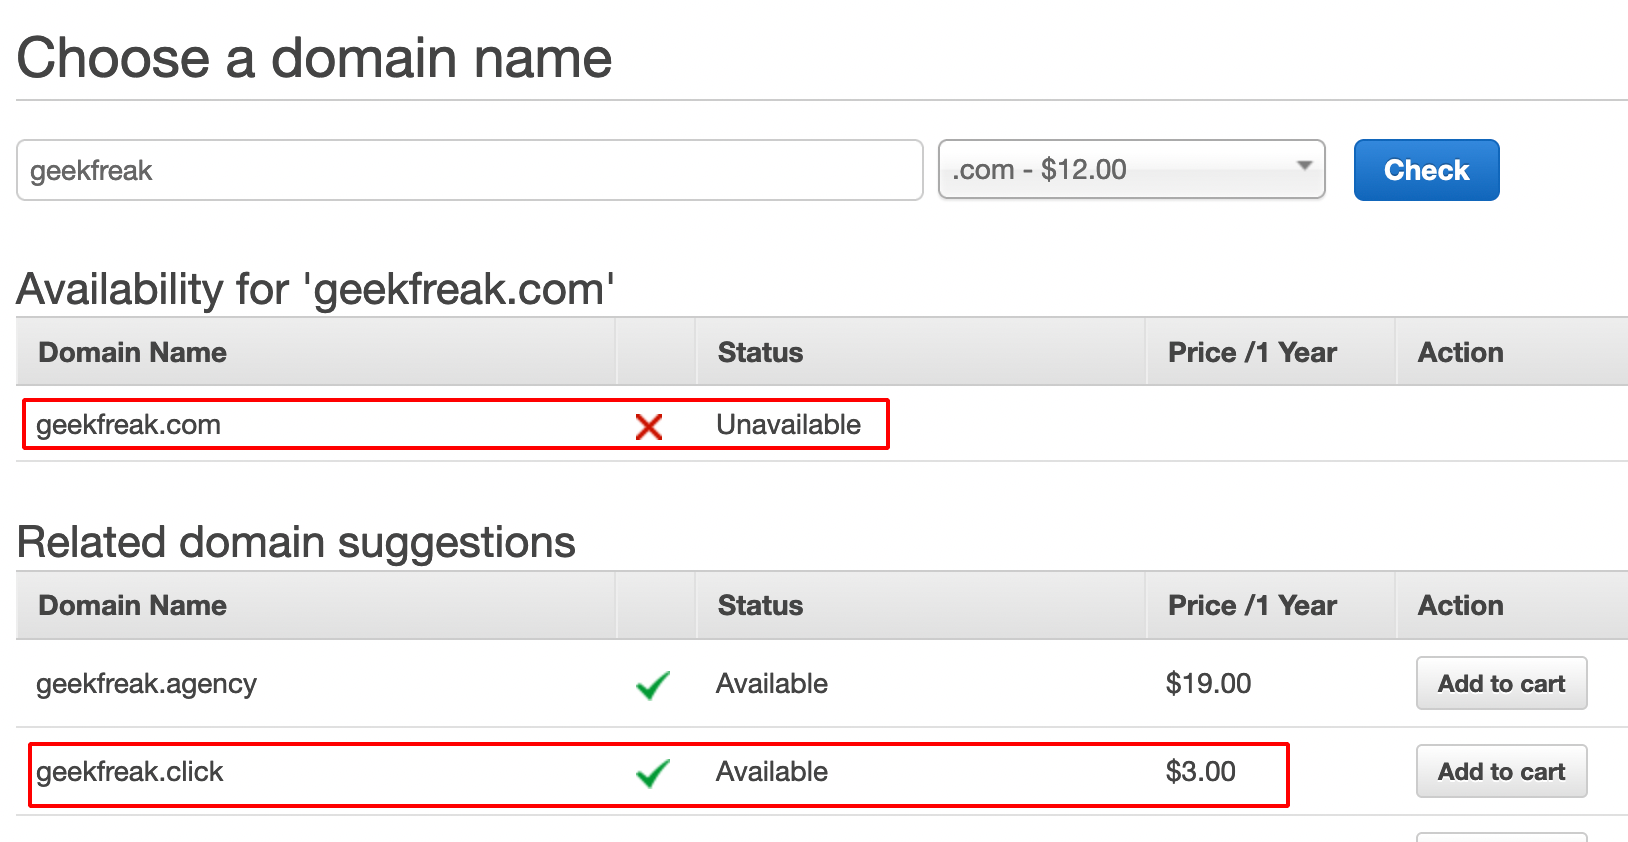 Choose a domain name
geekfreak .com - $12.00 Check
Availability for 'geekfreak.com'
Domain Name Status Price /1 Year Action
geekfreak.com Unavailable
Related domain suggestions
Domain Name Status Price /1 Year Action
geekfreak.agency Available $19.00 Add to cart
geekfreak.click Available $3.00 Add to cart